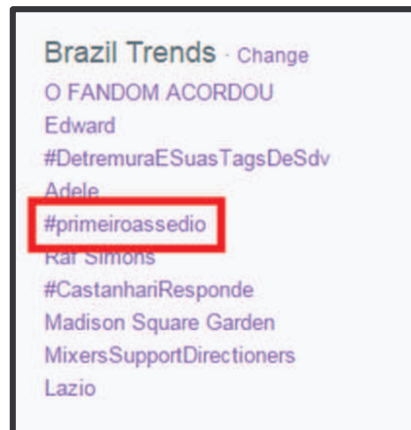 Brazil Trends · Change
O FANDOM ACORDOU
Edward
#DetremuraESuasTagsDeSdv
Adele
#primeiroassedio
Raf Simons
#CastanhariResponde
Madison Square Garden
MixersSupportDirectioners
Lazio